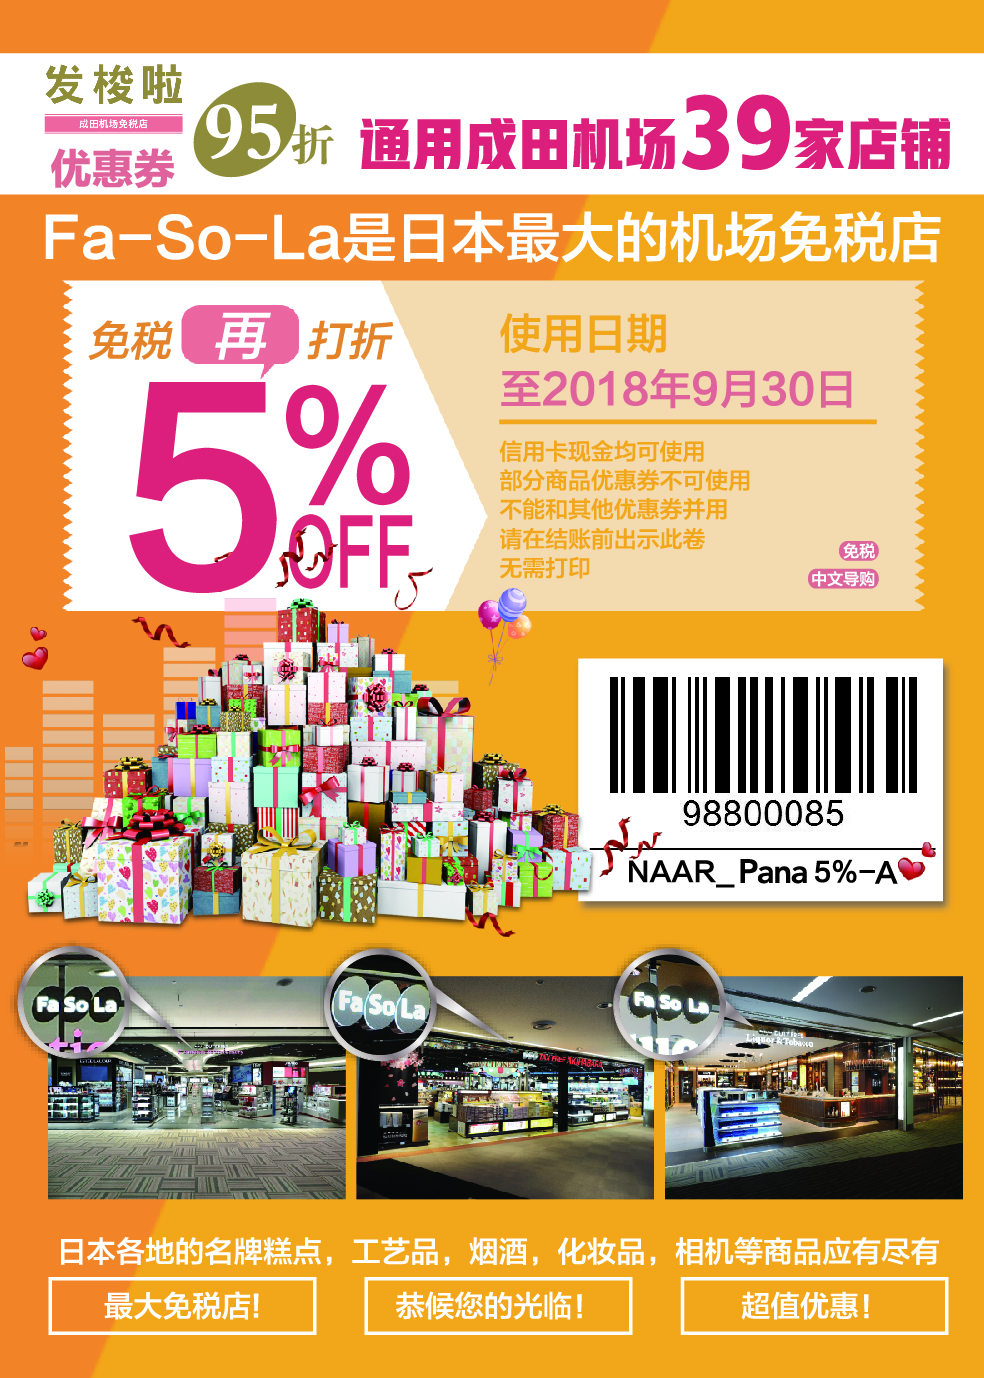 发梭啦
成田机场免税店
优惠券
95折
通用成田机场39家店铺
Fa-So-La是日本最大的机场免税店
免税 再 打折
5%
OFF
使用日期
至2018年9月30日
信用卡现金均可使用
部分商品优惠券不可使用
不能和其他优惠券并用
请在结账前出示此卷
无需打印
免税
中文导购
98800085
NAAR_Pana 5%-A
Fa So La
Fa So La
Fa So La
Liquor & Tobacco
日本各地的名牌糕点，工艺品，烟酒，化妆品，相机等商品应有尽有
最大免税店!
恭候您的光临!
超值优惠!